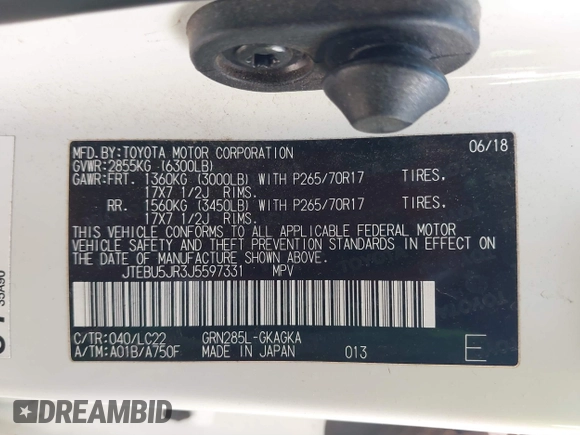 MFD.BY:TOYOTA MOTOR CORPORATION 06/18
GVWR:2855KG (6300LB)
GAWR:FRT. 1360KG (3000LB) WITH P265/70R17 TIRES.
17X7 1/2J RIMS.
RR. 1560KG (3450LB) WITH P265/70R17 TIRES.
17X7 1/2J RIMS.
THIS VEHICLE CONFORMS TO ALL APPLICABLE FEDERAL MOTOR
VEHICLE SAFETY AND THEFT PREVENTION STANDARDS IN EFFECT ON
THE DATE OF MANUFACTURE SHOWN ABOVE.
JTEBU5JR3J5597331 MPV
C/TR:040/LC22 GRN285L-GKAGKA
A/TM:A01B/A750F MADE IN JAPAN 013 E
DREAMBID